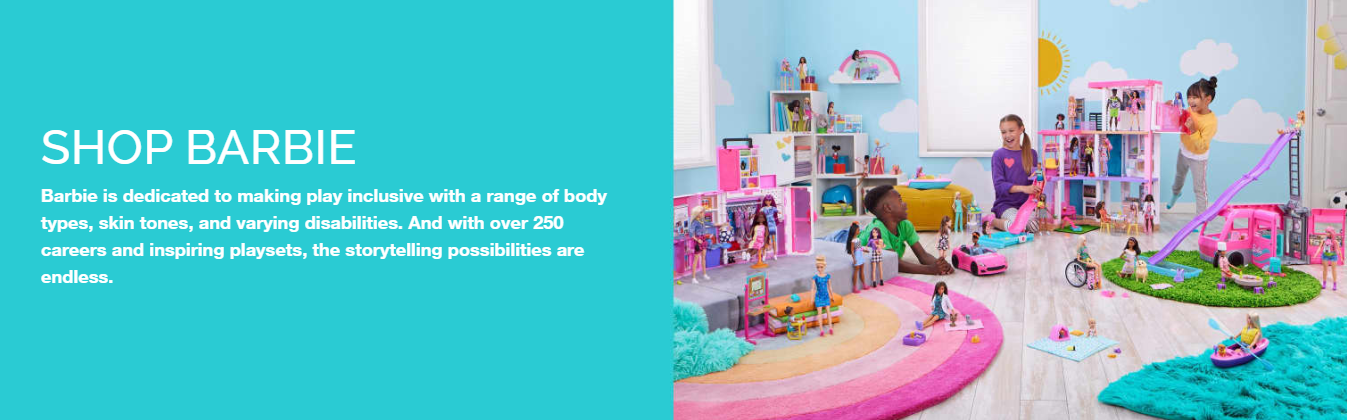 SHOP BARBIE
Barbie is dedicated to making play inclusive with a range of body
types, skin tones, and varying disabilities. And with over 250
careers and inspiring playsets, the storytelling possibilities are
endless.